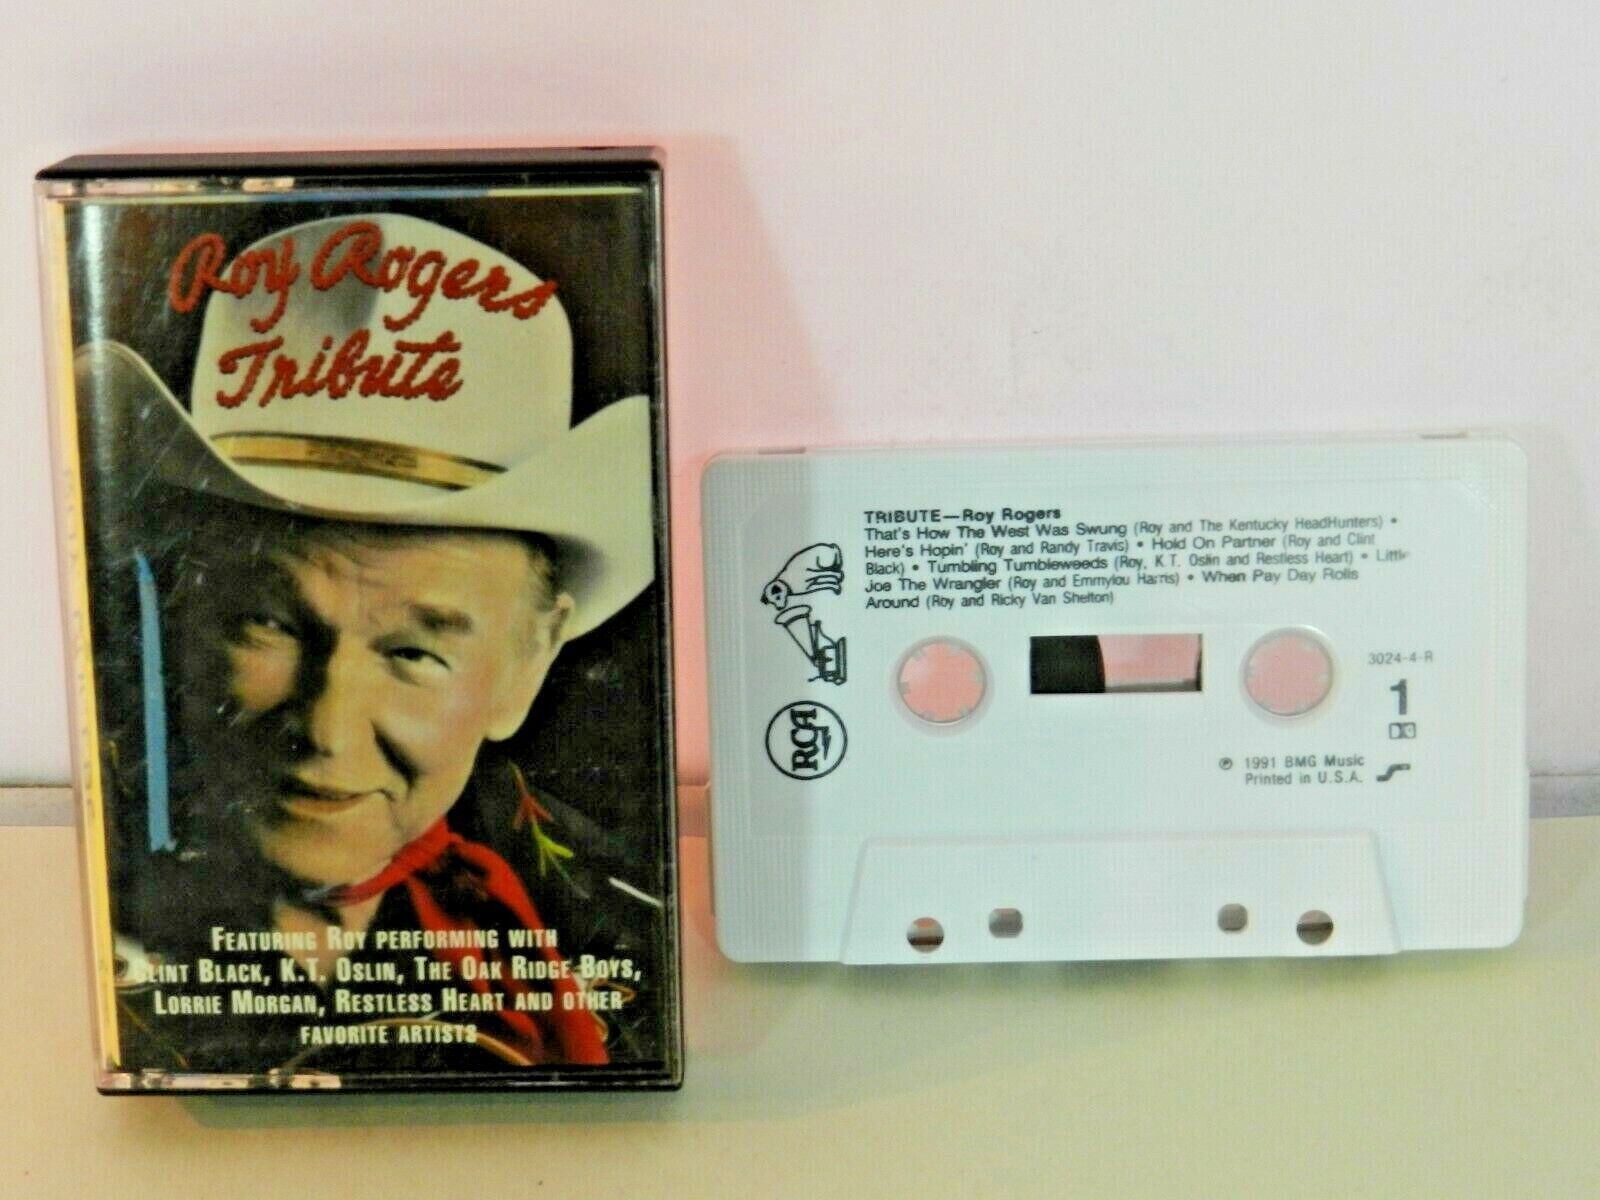 Roy Rogers
Tribute
FEATURING ROY PERFORMING WITH
CLINT BLACK, K.T. OSLIN, THE OAK RIDGE BOYS,
LORRIE MORGAN, RESTLESS HEART AND OTHER
FAVORITE ARTISTS
TRIBUTE—Roy Rogers
That's How The West Was Swung (Roy and The Kentucky HeadHunters) •
Here's Hopin' (Roy and Randy Travis) • Hold On Partner (Roy and Clint
Black) • Tumbling Tumbleweeds (Roy, K.T. Oslin and Restless Heart) • Little
Joe The Wrangler (Roy and Emmylou Harris) • When Pay Day Rolls
Around (Roy and Ricky Van Shelton)
3024-4-R
1
RCA
℗ 1991 BMG Music
Printed in U.S.A.